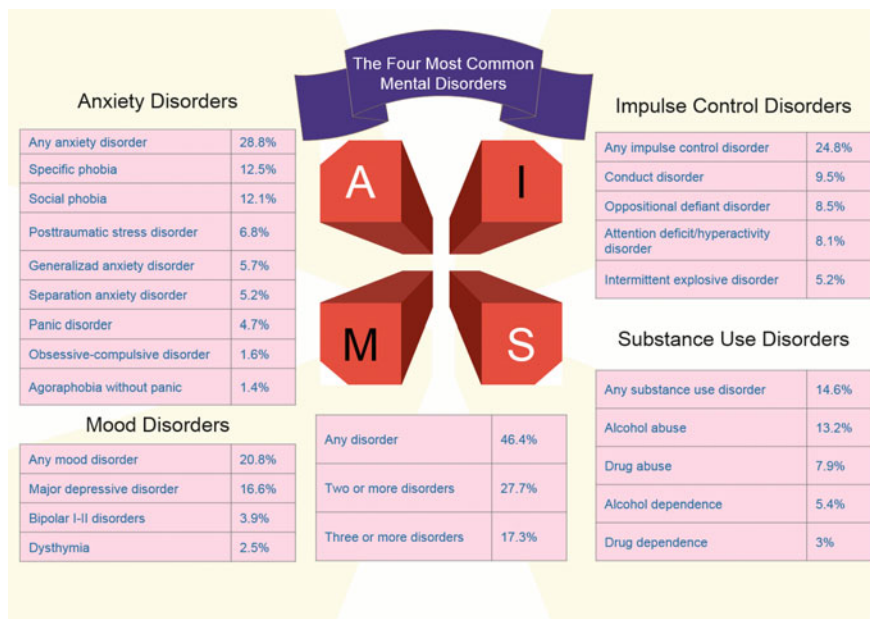 The Four Most Common
Mental Disorders
Anxiety Disorders
Any anxiety disorder 28.8%
Specific phobia 12.5%
Social phobia 12.1%
Posttraumatic stress disorder 6.8%
Generalizad anxiety disorder 5.7%
Separation anxiety disorder 5.2%
Panic disorder 4.7%
Obsessive-compulsive disorder 1.6%
Agoraphobia without panic 1.4%
A
I
M
S
Impulse Control Disorders
Any impulse control disorder 24.8%
Conduct disorder 9.5%
Oppositional defiant disorder 8.5%
Attention deficit/hyperactivity
disorder 8.1%
Intermittent explosive disorder 5.2%
Mood Disorders
Any mood disorder 20.8%
Major depressive disorder 16.6%
Bipolar I-II disorders 3.9%
Dysthymia 2.5%
Any disorder 46.4%
Two or more disorders 27.7%
Three or more disorders 17.3%
Substance Use Disorders
Any substance use disorder 14.6%
Alcohol abuse 13.2%
Drug abuse 7.9%
Alcohol dependence 5.4%
Drug dependence 3%